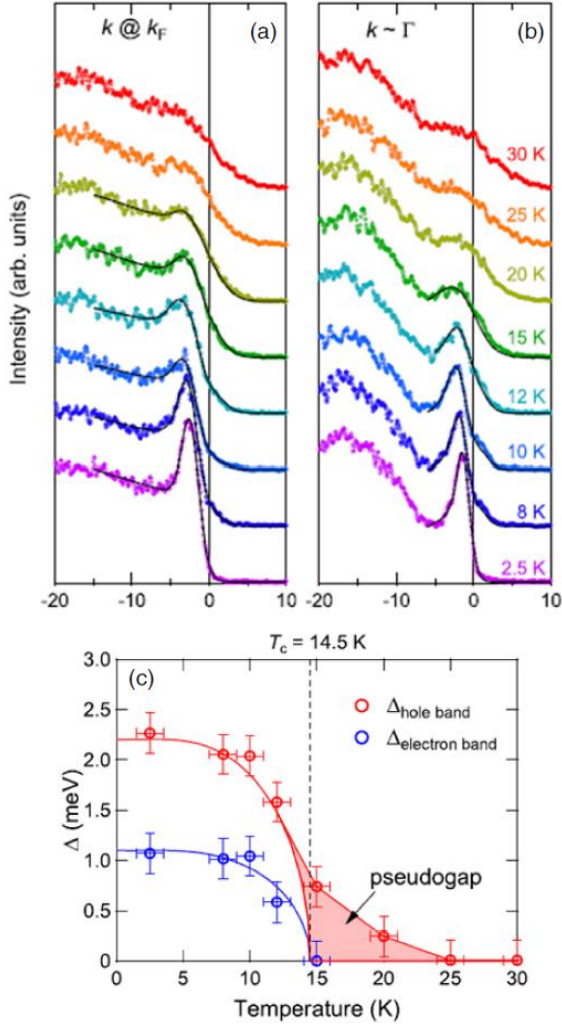 k @ kF (a)
k ~ Γ (b)
Intensity (arb. units)
30 K
25 K
20 K
15 K
12 K
10 K
8 K
2.5 K
-20 -10 0 10
-20 -10 0 10
Tc = 14.5 K
(c)
3.0
2.5
2.0
1.5
1.0
0.5
0
Δ (meV)
Δhole band
Δelectron band
pseudogap
0 5 10 15 20 25 30
Temperature (K)